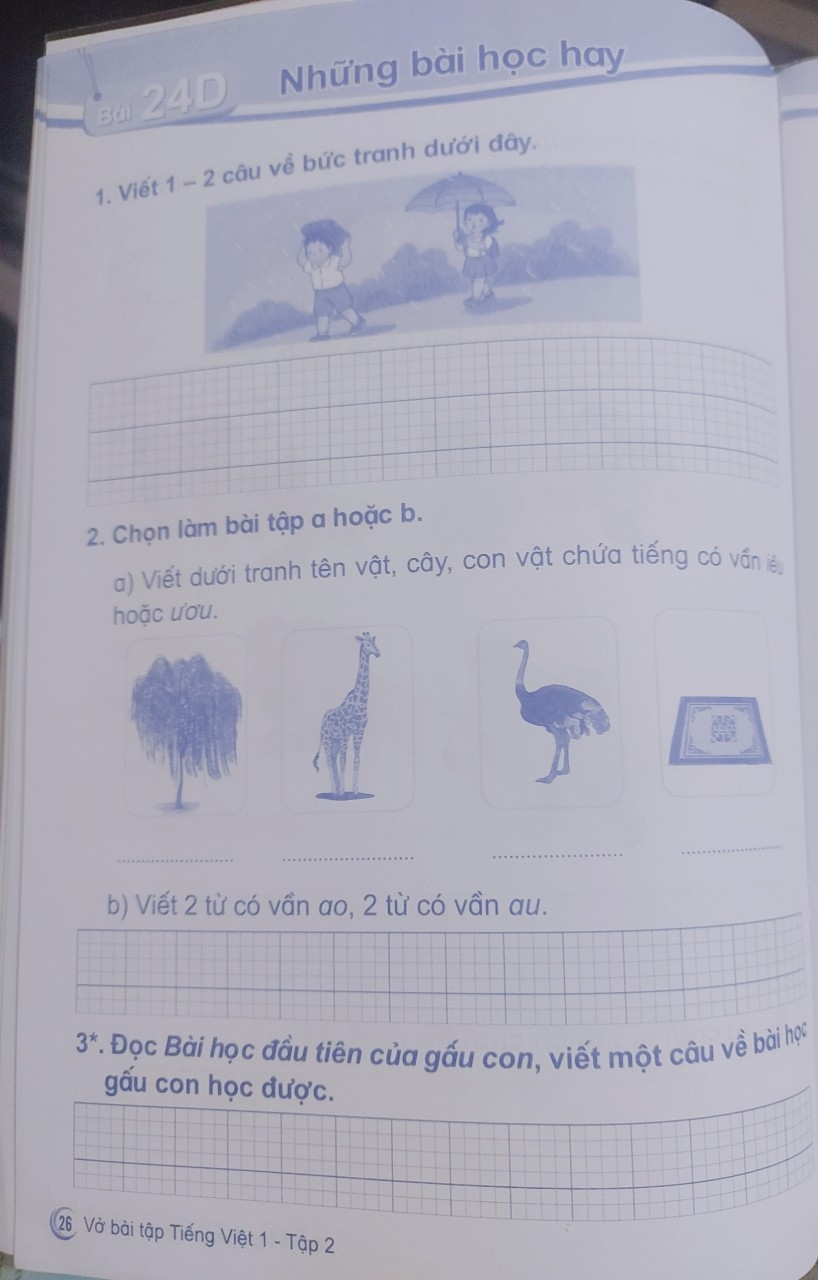 Bài 24D Những bài học hay
1. Viết 1 – 2 câu về bức tranh dưới đây.
2. Chọn làm bài tập a hoặc b.
a) Viết dưới tranh tên vật, cây, con vật chứa tiếng có vần iêu
hoặc ươu.
b) Viết 2 từ có vần ao, 2 từ có vần au.
3*. Đọc Bài học đầu tiên của gấu con, viết một câu về bài học
gấu con học được.
26 Vở bài tập Tiếng Việt 1 - Tập 2